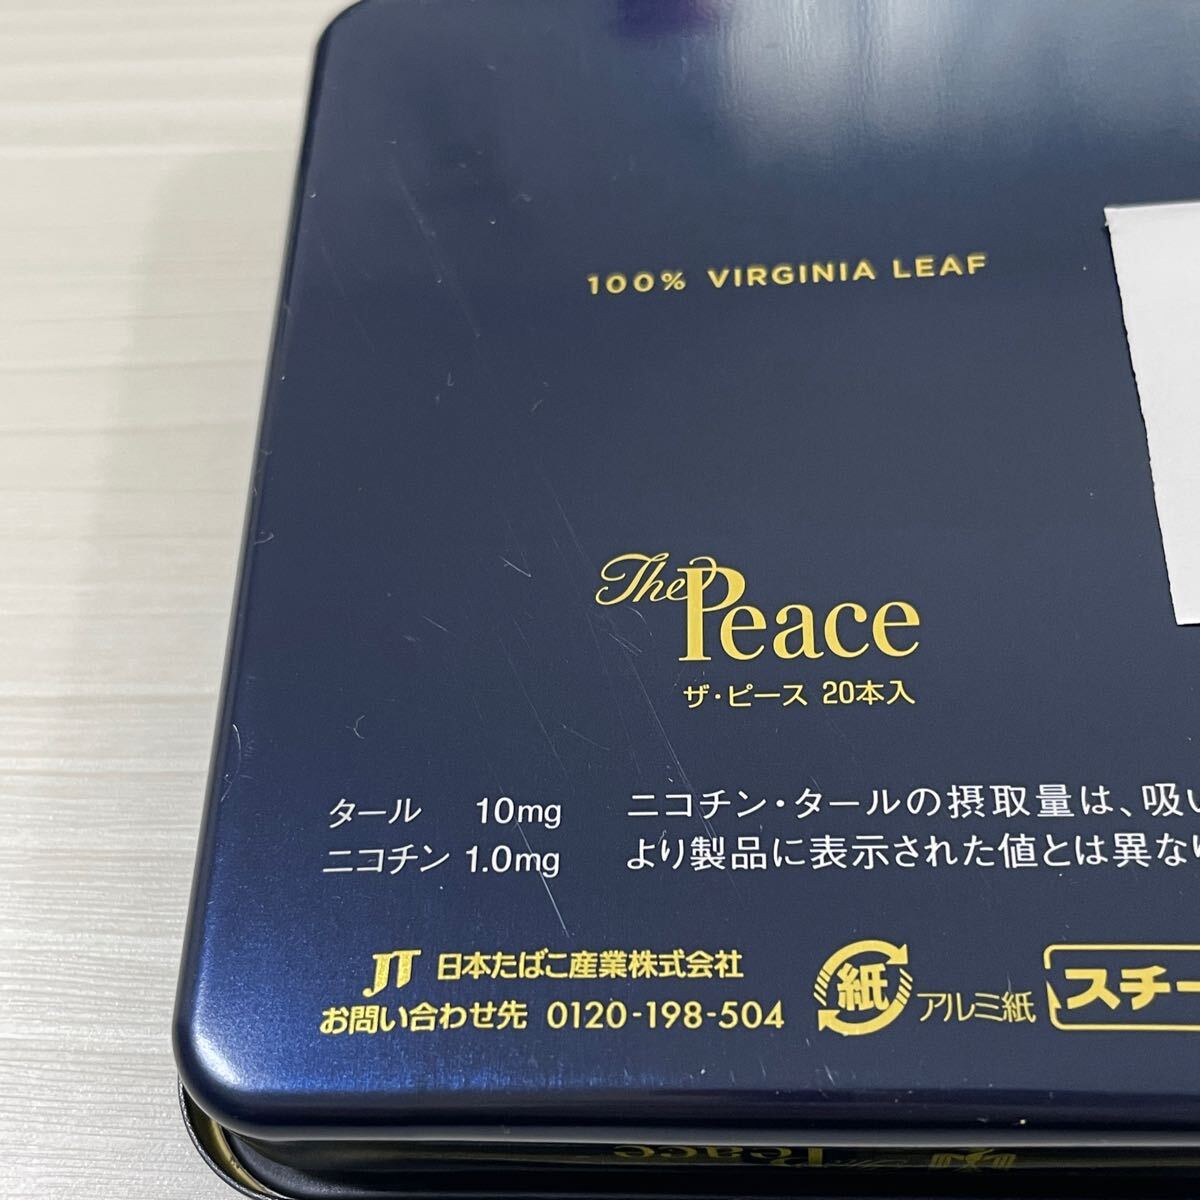 100% VIRGINIA LEAF
The Peace
ザ・ピース 20本入
タール 10mg
ニコチン 1.0mg
ニコチン・タールの摂取量は、吸い
より製品に表示された値とは異なり
JT 日本たばこ産業株式会社
お問い合わせ先 0120-198-504
紙 アルミ紙
スチー
The Peace